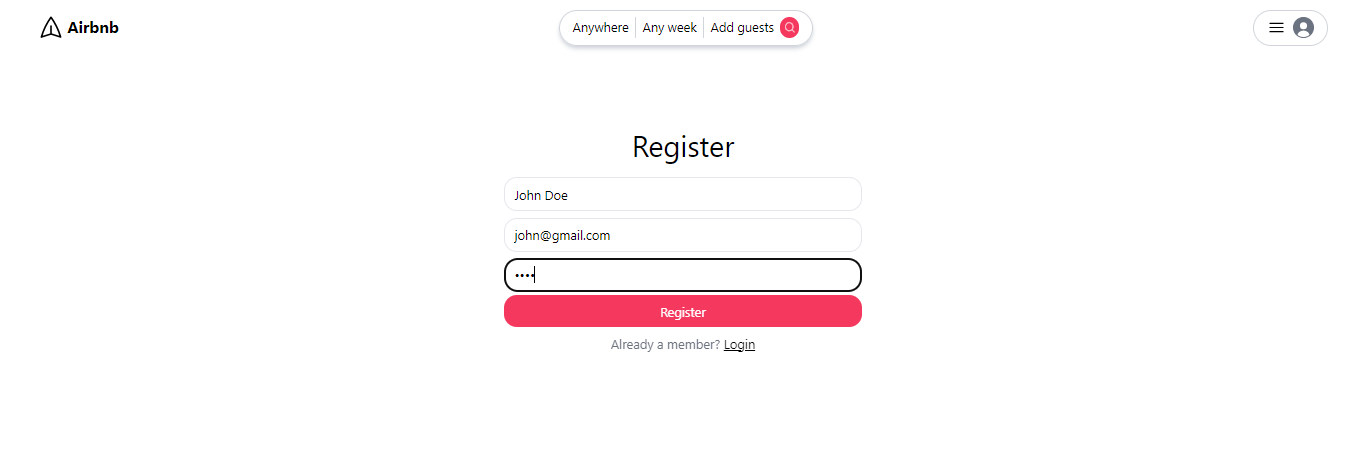 Airbnb
Anywhere Any week Add guests
Register
John Doe
john@gmail.com
••••
Register
Already a member? Login